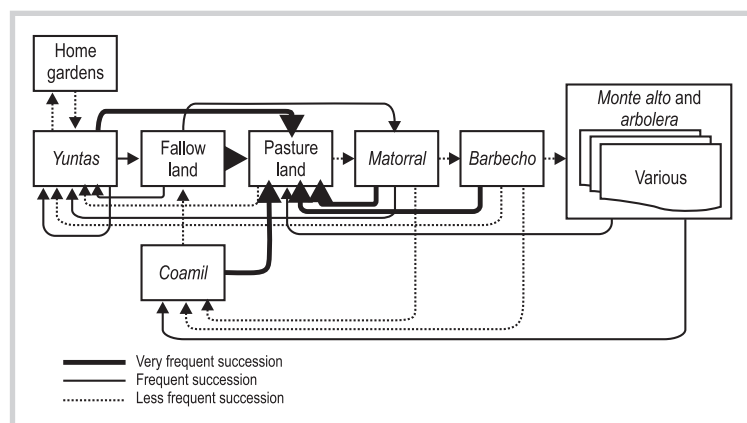 Home
gardens
Monte alto and
arbolera
Yuntas
Fallow
land
Pasture
land
Matorral
Barbecho
Various
Coamil
Very frequent succession
Frequent succession
Less frequent succession